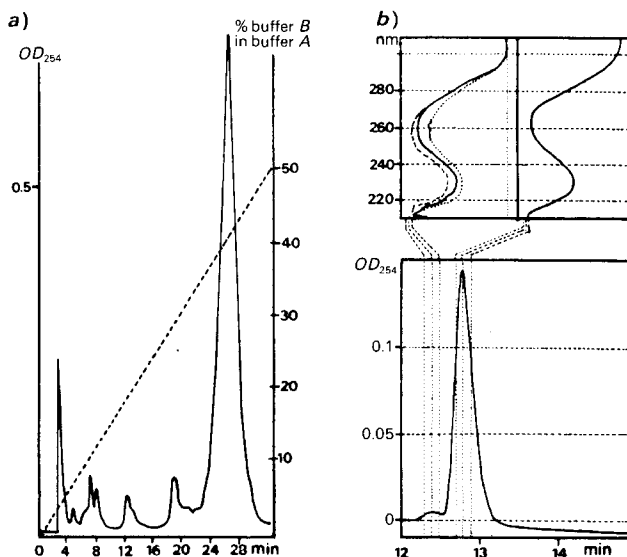 a)
% buffer B
in buffer A
OD254
0.5
50
40
30
20
10
0 4 8 12 16 20 24 28 min
b)
nm
280
260
240
220
OD254
0.1
0.05
0
12 13 14 min